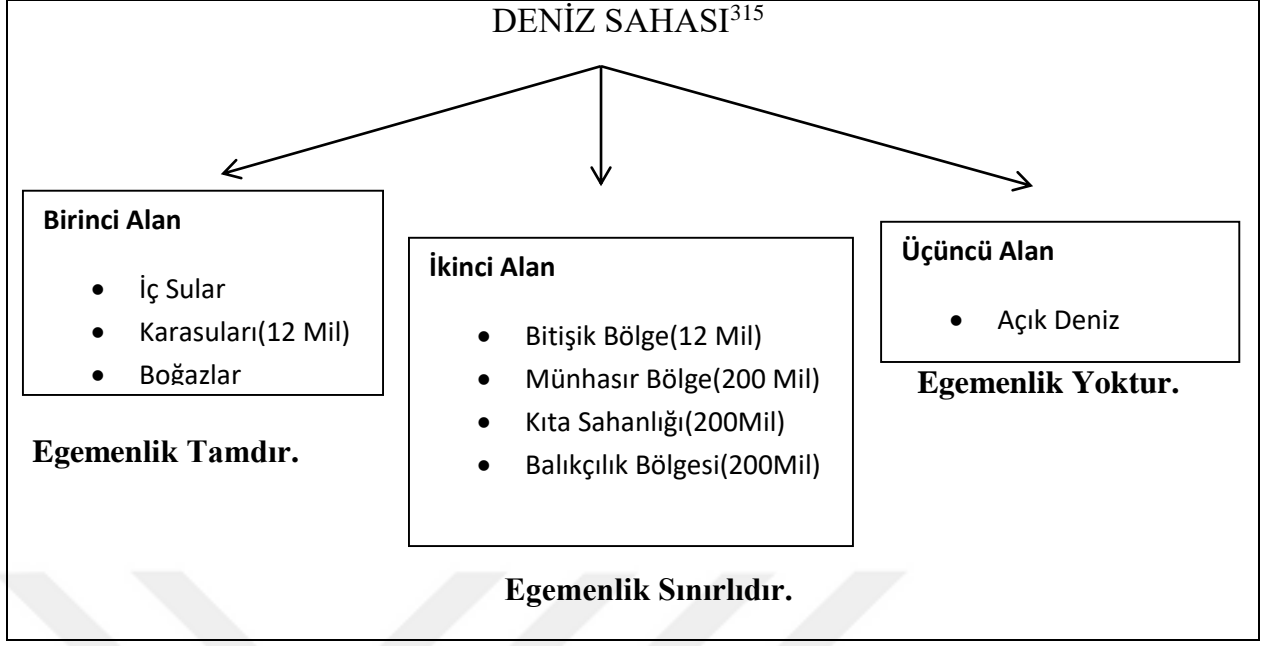 DENİZ SAHASI315
Birinci Alan
• İç Sular
• Karasuları(12 Mil)
• Boğazlar
Egemenlik Tamdır.
İkinci Alan
• Bitişik Bölge(12 Mil)
• Münhasır Bölge(200 Mil)
• Kıta Sahanlığı(200Mil)
• Balıkçılık Bölgesi(200Mil)
Egemenlik Sınırlıdır.
Üçüncü Alan
• Açık Deniz
Egemenlik Yoktur.